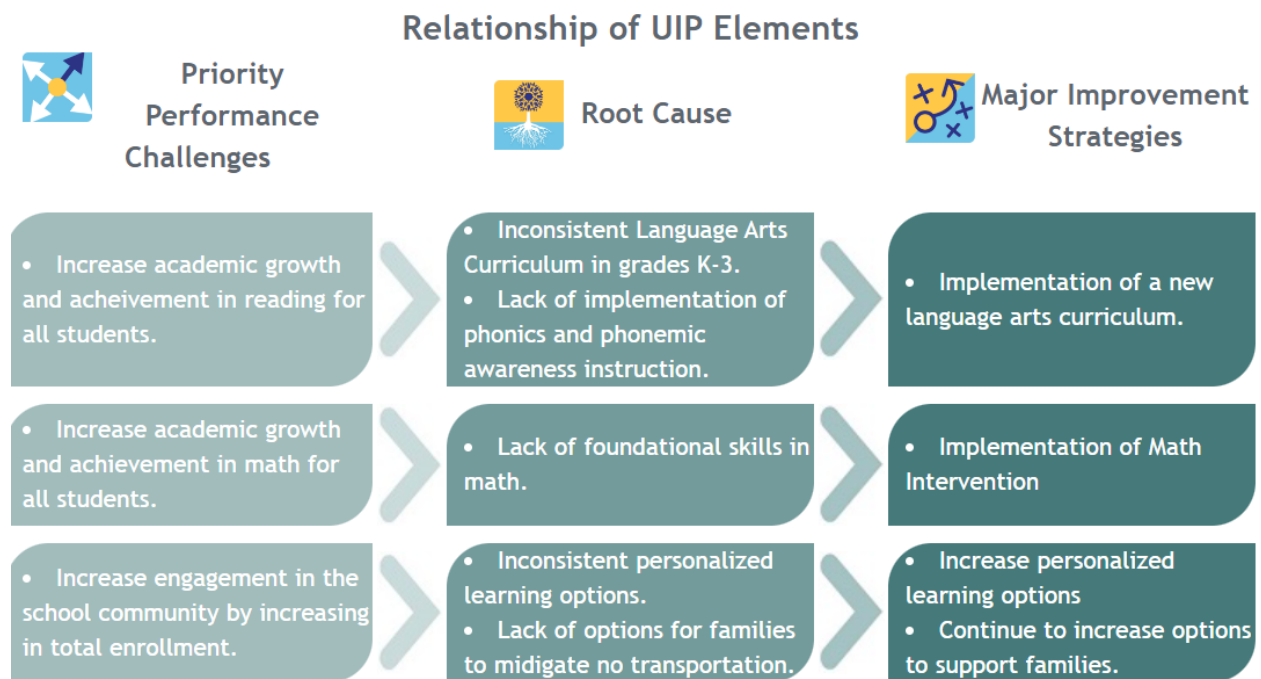 Relationship of UIP Elements
Priority
Performance
Challenges
Root Cause
Major Improvement
Strategies
• Increase academic growth
and acheivement in reading for
all students.
• Inconsistent Language Arts
Curriculum in grades K-3.
• Lack of implementation of
phonics and phonemic
awareness instruction.
• Implementation of a new
language arts curriculum.
• Increase academic growth
and achievement in math for
all students.
• Lack of foundational skills in
math.
• Implementation of Math
Intervention
• Increase engagement in the
school community by increasing
in total enrollment.
• Inconsistent personalized
learning options.
• Lack of options for families
to midigate no transportation.
• Increase personalized
learning options
• Continue to increase options
to support families.